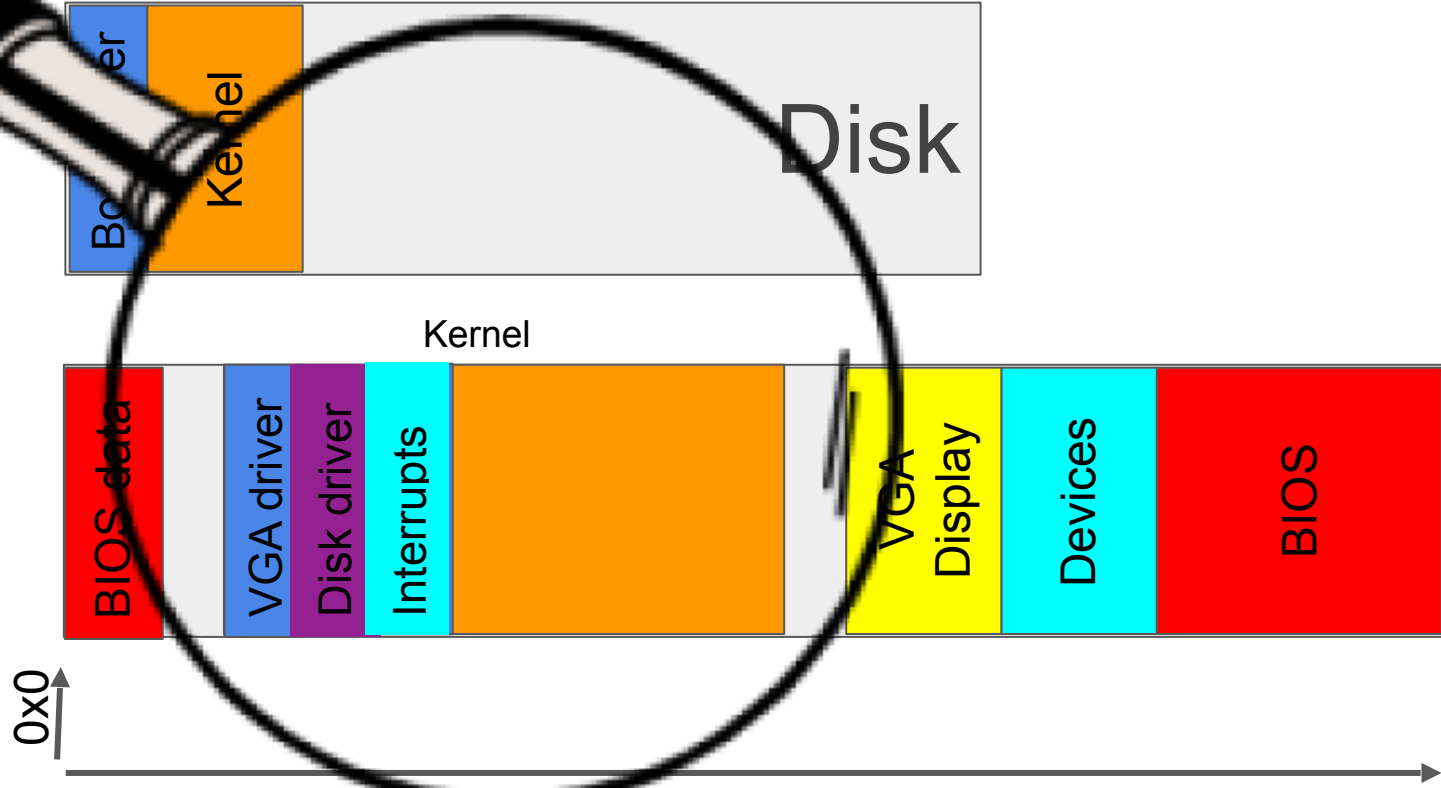 Kernel
Disk
Kernel
BIOS data
VGA driver
Disk driver
Interrupts
VGA
Display
Devices
BIOS
0x0